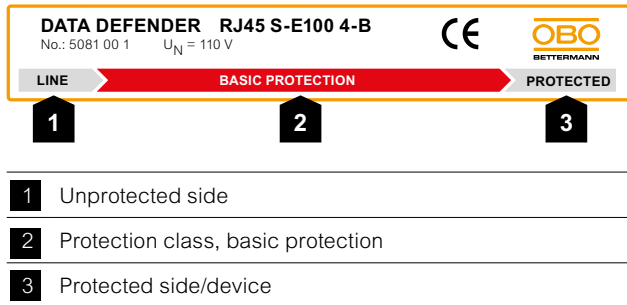 DATA DEFENDER RJ45 S-E100 4-B
No.: 5081 00 1 UN = 110 V
CE
OBO
BETTERMANN
LINE BASIC PROTECTION PROTECTED
1 2 3
1 Unprotected side
2 Protection class, basic protection
3 Protected side/device